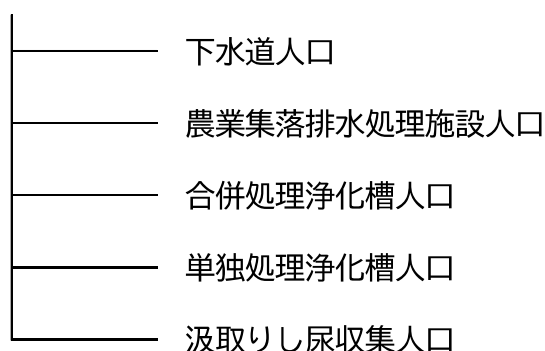 下水道人口
農業集落排水処理施設人口
合併処理浄化槽人口
単独処理浄化槽人口
汲取りし尿収集人口